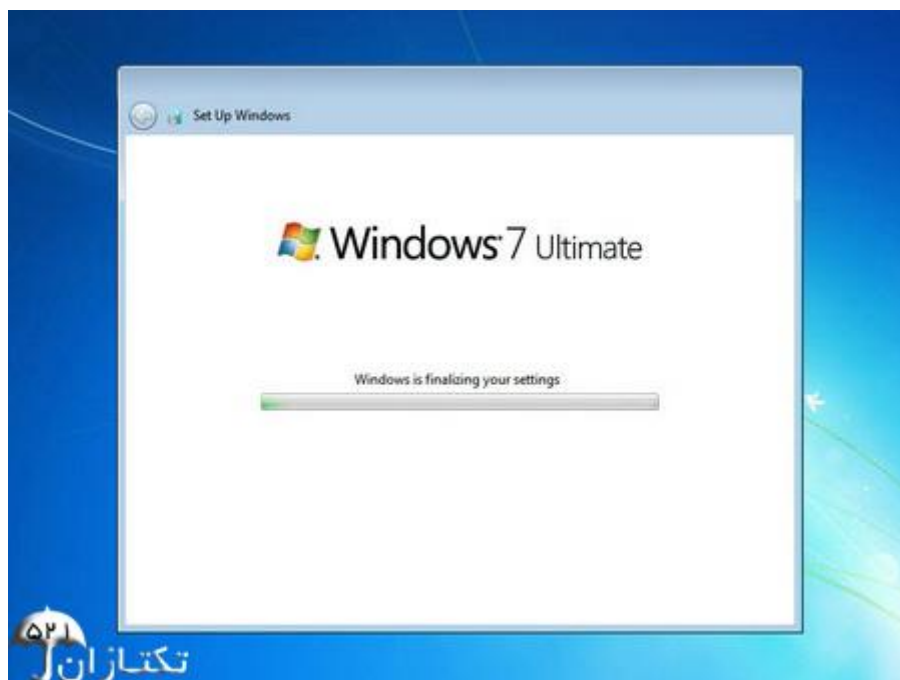 Set Up Windows
Windows 7 Ultimate
Windows is finalizing your settings
۵۲۱
تکتازان